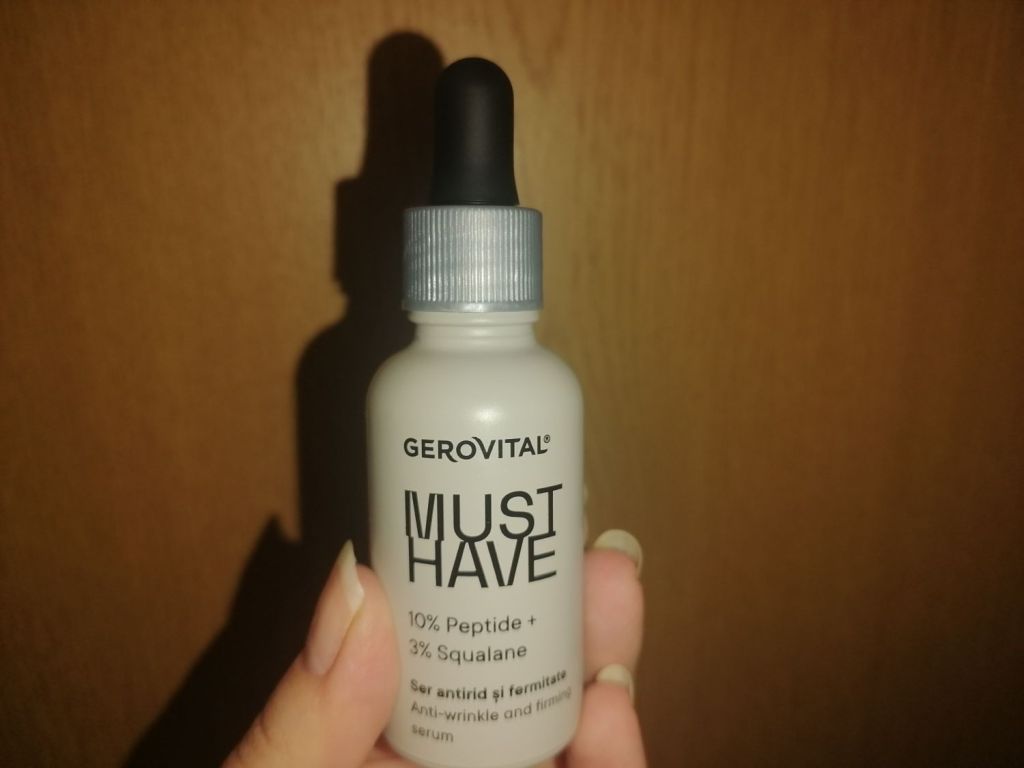 GEROVITAL®
MUST
HAVE
10% Peptide +
3% Squalane
Ser antirid și fermitate
Anti-wrinkle and firming
serum